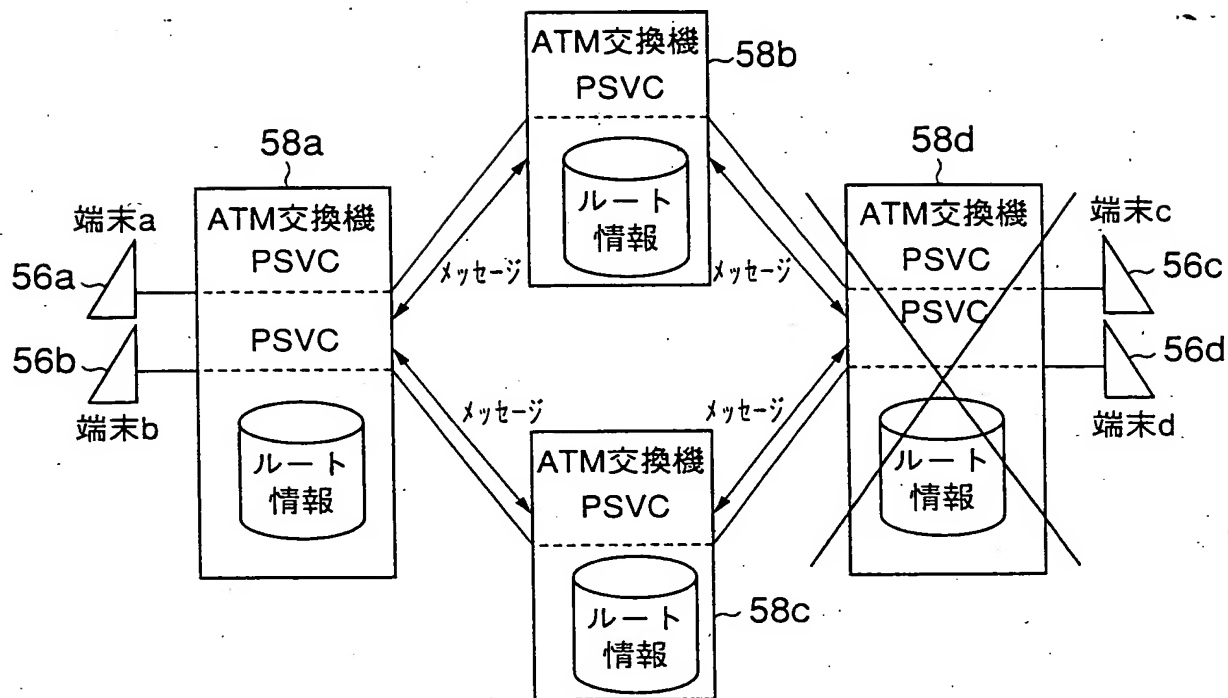 ATM交換機
PSVC
58b
ルート
情報
58a
ATM交換機
PSVC
PSVC
ルート
情報
端末a
56a
56b
端末b
メッセージ
メッセージ
メッセージ
メッセージ
ATM交換機
PSVC
ルート
情報
58c
58d
ATM交換機
PSVC
PSVC
ルート
情報
端末c
56c
56d
端末d